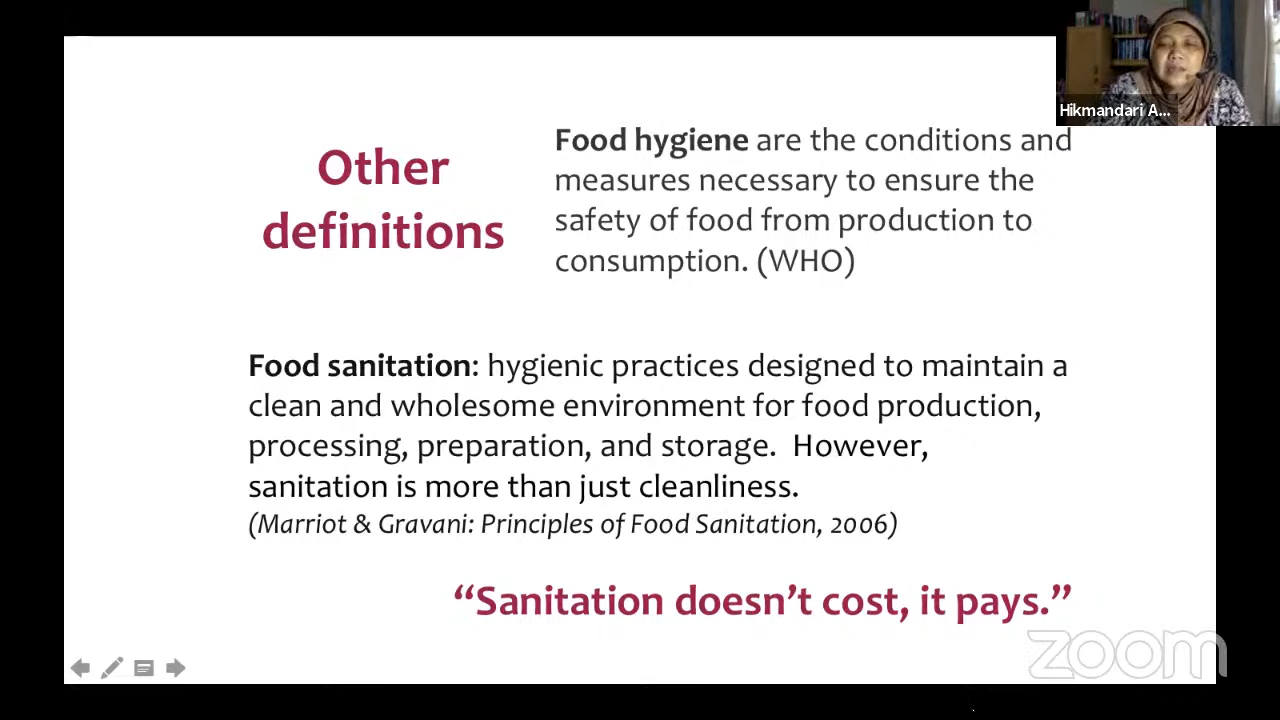 Hikmandari A...
Other
definitions
Food hygiene are the conditions and
measures necessary to ensure the
safety of food from production to
consumption. (WHO)
Food sanitation: hygienic practices designed to maintain a
clean and wholesome environment for food production,
processing, preparation, and storage.  However,
sanitation is more than just cleanliness.
(Marriot & Gravani: Principles of Food Sanitation, 2006)
“Sanitation doesn’t cost, it pays.”
zoom